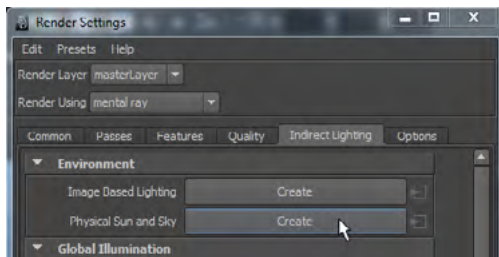 Render Settings
Edit Presets Help
Render Layer masterLayer
Render Using mental ray
Common Passes Features Quality Indirect Lighting Options
Environment
Image Based Lighting Create
Physical Sun and Sky Create
Global Illumination